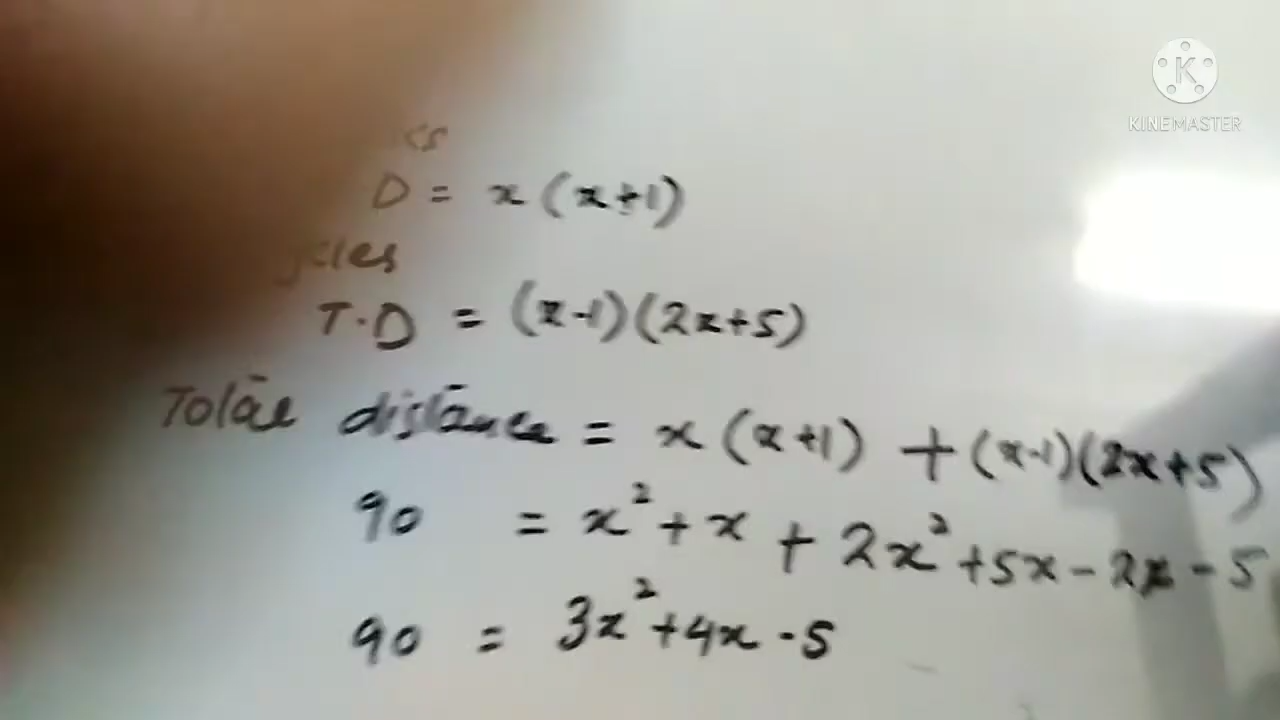 KINEMASTER
D = x (x+1)
T.D = (x-1)(2x+5)
Total distance = x (x+1) + (x-1)(2x+5)
90 = x² + x + 2x² + 5x - 2x - 5
90 = 3x² + 4x - 5